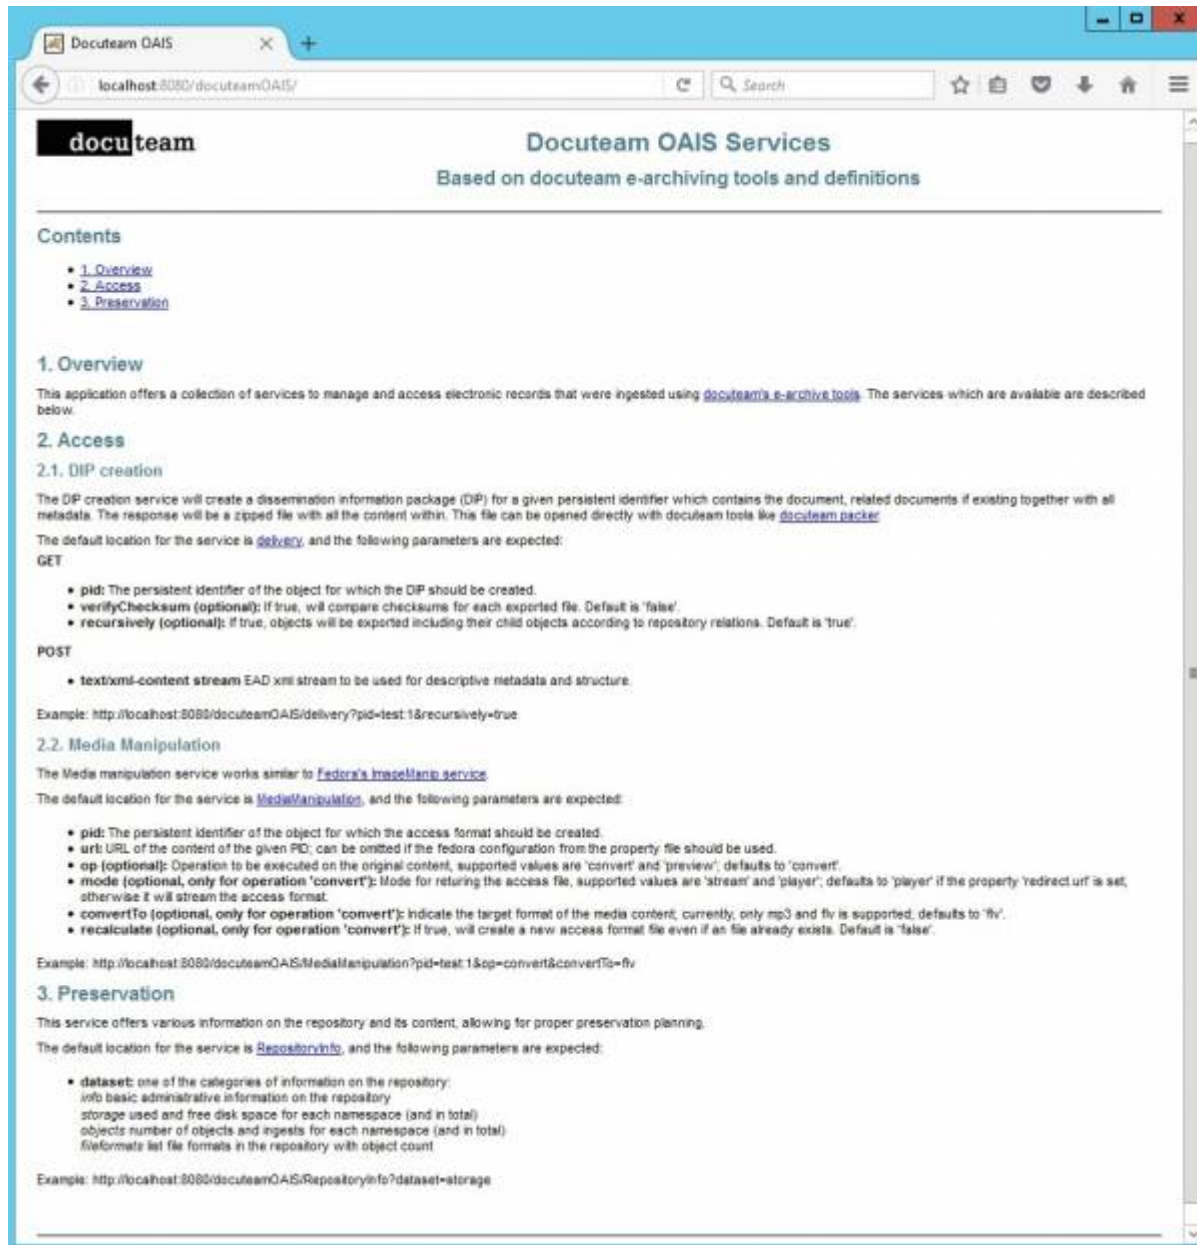 Docuteam OAIS
localhost:8080/docuteamOAIS/
Search
docuteam
Docuteam OAIS Services
Based on docuteam e-archiving tools and definitions
Contents
• 1. Overview
• 2. Access
• 3. Preservation
1. Overview
This application offers a collection of services to manage and access electronic records that were ingested using docuteam's e-archive tools. The services which are available are described
below.
2. Access
2.1. DIP creation
The DIP creation service will create a dissemination information package (DIP) for a given persistent identifier which contains the document, related documents if existing together with all
metadata. The response will be a zipped file with all the content within. This file can be opened directly with docuteam tools like docuteam packer
The default location for the service is delivery, and the following parameters are expected:
GET
• pid: The persistent identifier of the object for which the DIP should be created.
• verifyChecksum (optional): If true, will compare checksums for each exported file. Default is 'false'.
• recursively (optional): If true, objects will be exported including their child objects according to repository relations. Default is 'true'.
POST
• text/xml-content stream EAD xml stream to be used for descriptive metadata and structure.
Example: http://localhost:8080/docuteamOAIS/delivery?pid=test:1&recursively=true
2.2. Media Manipulation
The Media manipulation service works similar to Fedora's ImageManip service.
The default location for the service is MediaManipulation, and the following parameters are expected:
• pid: The persistent identifier of the object for which the access format should be created.
• url: URL of the content of the given PID; can be omitted if the fedora configuration from the property file should be used.
• op (optional): Operation to be executed on the original content, supported values are 'convert' and 'preview'; defaults to 'convert'.
• mode (optional, only for operation 'convert'): Mode for returing the access file, supported values are 'stream' and 'player'; defaults to 'player' if the property 'redirect.url' is set,
otherwise it will stream the access format.
• convertTo (optional, only for operation 'convert'): Indicate the target format of the media content; currently, only mp3 and flv is supported; defaults to 'flv'.
• recalculate (optional, only for operation 'convert'): If true, will create a new access format file even if an file already exists. Default is 'false'.
Example: http://localhost:8080/docuteamOAIS/MediaManipulation?pid=test:1&op=convert&convertTo=flv
3. Preservation
This service offers various information on the repository and its content, allowing for proper preservation planning.
The default location for the service is RepositoryInfo, and the following parameters are expected:
• dataset: one of the categories of information on the repository:
info basic administrative information on the repository
storage used and free disk space for each namespace (and in total)
objects number of objects and ingests for each namespace (and in total)
fileformats list file formats in the repository with object count
Example: http://localhost:8080/docuteamOAIS/RepositoryInfo?dataset=storage